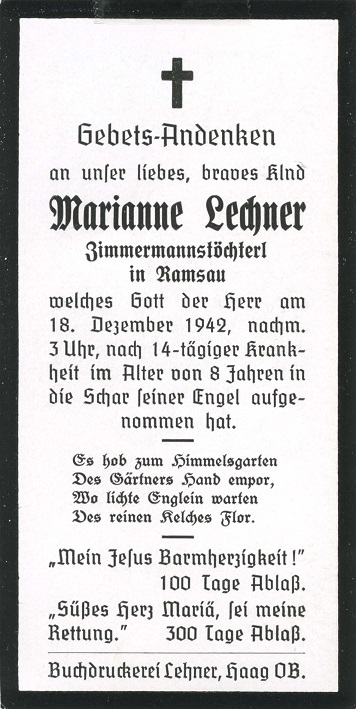 Gebets-Andenken
an unser liebes, braves Kind
Marianne Lechner
Zimmermannstöchterl
in Ramsau
welches Gott der Herr am
18. Dezember 1942, nachm.
3 Uhr, nach 14-tägiger Krank-
heit im Alter von 8 Jahren in
die Schar seiner Engel aufge-
nommen hat.
Es hob zum Himmelsgarten
Des Gärtners Hand empor,
Wo lichte Englein warten
Des reinen Kelches Flor.
„Mein Jesus Barmherzigkeit!"
100 Tage Ablaß.
„Süßes Herz Mariä, sei meine
Rettung." 300 Tage Ablaß.
Buchdruckerei Lehner, Haag OB.